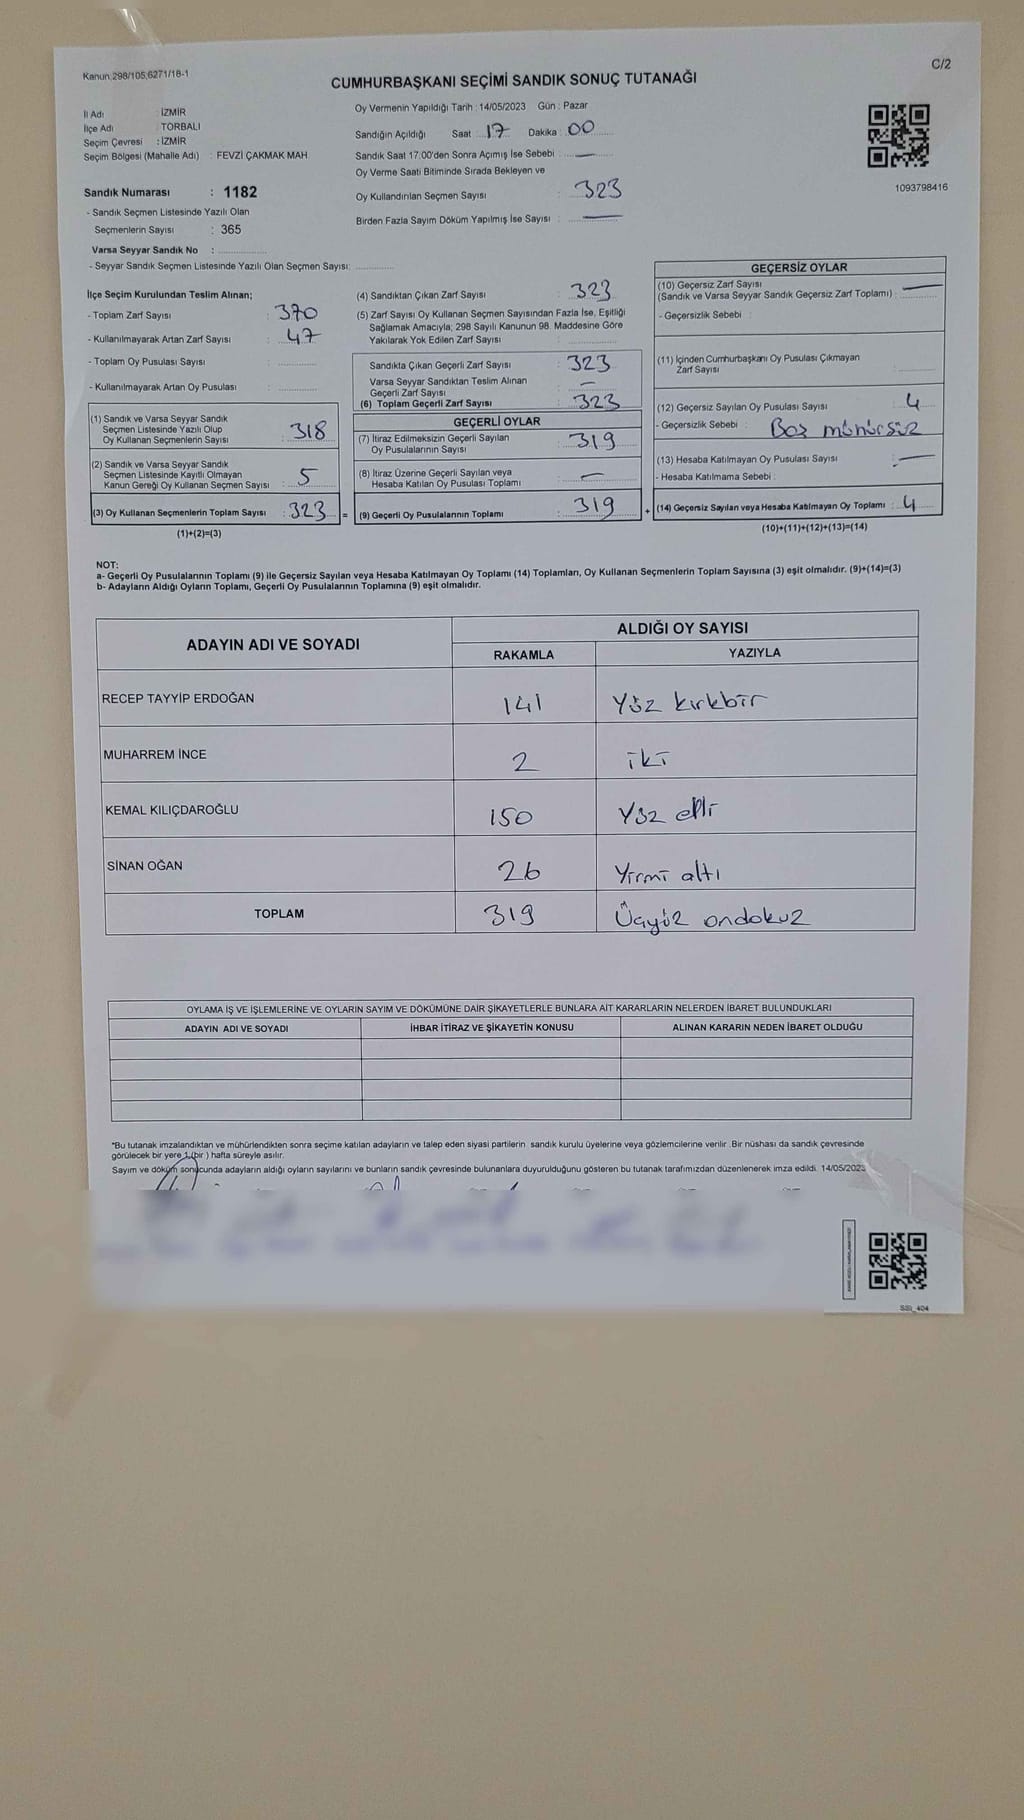 Kanun:298/105;6271/18-1
C/2
CUMHURBAŞKANI SEÇİMİ SANDIK SONUÇ TUTANAĞI
İl Adı : İZMİR
İlçe Adı : TORBALI
Seçim Çevresi : İZMİR
Seçim Bölgesi (Mahalle Adı) : FEVZİ ÇAKMAK MAH
Oy Vermenin Yapıldığı Tarih : 14/05/2023 Gün : Pazar
Sandığın Açıldığı Saat : 17 Dakika : 00
Sandık Saat 17:00'den Sonra Açımış İse Sebebi : —
Oy Verme Saati Bitiminde Sırada Bekleyen ve
Oy Kullandırılan Seçmen Sayısı : 323
Birden Fazla Sayım Döküm Yapılmış İse Sayısı : —
1093798416
Sandık Numarası : 1182
- Sandık Seçmen Listesinde Yazılı Olan
Seçmenlerin Sayısı : 365
Varsa Seyyar Sandık No :
- Seyyar Sandık Seçmen Listesinde Yazılı Olan Seçmen Sayısı:
İlçe Seçim Kurulundan Teslim Alınan;
- Toplam Zarf Sayısı : 370
- Kullanılmayarak Artan Zarf Sayısı : 47
- Toplam Oy Pusulası Sayısı :
- Kullanılmayarak Artan Oy Pusulası :
(1) Sandık ve Varsa Seyyar Sandık
Seçmen Listesinde Yazılı Olup
Oy Kullanan Seçmenlerin Sayısı : 318
(2) Sandık ve Varsa Seyyar Sandık
Seçmen Listesinde Kayıtlı Olmayan
Kanun Gereği Oy Kullanan Seçmen Sayısı : 5
(3) Oy Kullanan Seçmenlerin Toplam Sayısı : 323 =
(1)+(2)=(3)
(4) Sandıktan Çıkan Zarf Sayısı : 323
(5) Zarf Sayısı Oy Kullanan Seçmen Sayısından Fazla İse, Eşitliği
Sağlamak Amacıyla; 298 Sayılı Kanunun 98. Maddesine Göre
Yakılarak Yok Edilen Zarf Sayısı :
Sandıkta Çıkan Geçerli Zarf Sayısı : 323
Varsa Seyyar Sandıktan Teslim Alınan
Geçerli Zarf Sayısı : —
(6) Toplam Geçerli Zarf Sayısı : 323
GEÇERLİ OYLAR
(7) İtiraz Edilmeksizin Geçerli Sayılan
Oy Pusulalarının Sayısı : 319
(8) İtiraz Üzerine Geçerli Sayılan veya
Hesaba Katılan Oy Pusulası Toplamı : —
(9) Geçerli Oy Pusulalarının Toplamı : 319 +
GEÇERSİZ OYLAR
(10) Geçersiz Zarf Sayısı
(Sandık ve Varsa Seyyar Sandık Geçersiz Zarf Toplamı) : —
- Geçersizlik Sebebi :
(11) İçinden Cumhurbaşkanı Oy Pusulası Çıkmayan
Zarf Sayısı :
(12) Geçersiz Sayılan Oy Pusulası Sayısı : 4
- Geçersizlik Sebebi : Boş mühürsüz
(13) Hesaba Katılmayan Oy Pusulası Sayısı : —
- Hesaba Katılmama Sebebi :
(14) Geçersiz Sayılan veya Hesaba Katılmayan Oy Toplamı : 4
(10)+(11)+(12)+(13)=(14)
NOT:
a- Geçerli Oy Pusulalarının Toplamı (9) ile Geçersiz Sayılan veya Hesaba Katılmayan Oy Toplamı (14) Toplamları, Oy Kullanan Seçmenlerin Toplam Sayısına (3) eşit olmalıdır. (9)+(14)=(3)
b- Adayların Aldığı Oyların Toplamı, Geçerli Oy Pusulalarının Toplamına (9) eşit olmalıdır.
ADAYIN ADI VE SOYADI
ALDIĞI OY SAYISI
RAKAMLA YAZIYLA
RECEP TAYYİP ERDOĞAN 141 Yüz kırkbir
MUHARREM İNCE 2 iki
KEMAL KILIÇDAROĞLU 150 Yüz elli
SİNAN OĞAN 26 Yirmi altı
TOPLAM 319 Üçyüz ondokuz
OYLAMA İŞ VE İŞLEMLERİNE VE OYLARIN SAYIM VE DÖKÜMÜNE DAİR ŞİKAYETLERLE BUNLARA AİT KARARLARIN NELERDEN İBARET BULUNDUKLARI
ADAYIN ADI VE SOYADI İHBAR İTİRAZ VE ŞİKAYETİN KONUSU ALINAN KARARIN NEDEN İBARET OLDUĞU
*Bu tutanak imzalandıktan ve mühürlendikten sonra seçime katılan adayların ve talep eden siyasi partilerin sandık kurulu üyelerine veya gözlemcilerine verilir. Bir nüshası da sandık çevresinde
görülecek bir yere 1 (bir ) hafta süreyle asılır.
Sayım ve döküm sonucunda adayların aldığı oyların sayılarını ve bunların sandık çevresinde bulunanlara duyurulduğunu gösteren bu tutanak tarafımızdan düzenlenerek imza edildi. 14/05/2023
SSI_404